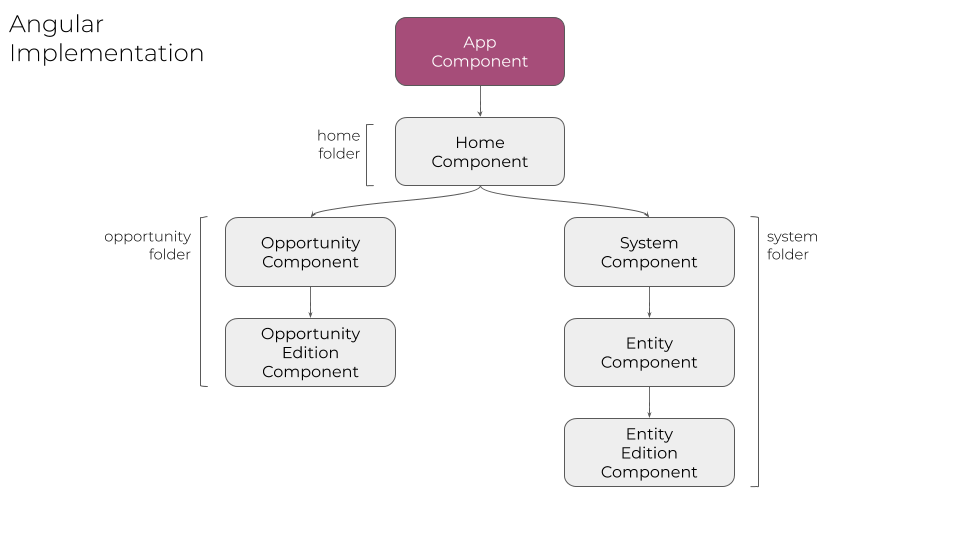 Angular
Implementation
App
Component
home
folder
Home
Component
opportunity
folder
Opportunity
Component
System
Component
system
folder
Opportunity
Edition
Component
Entity
Component
Entity
Edition
Component